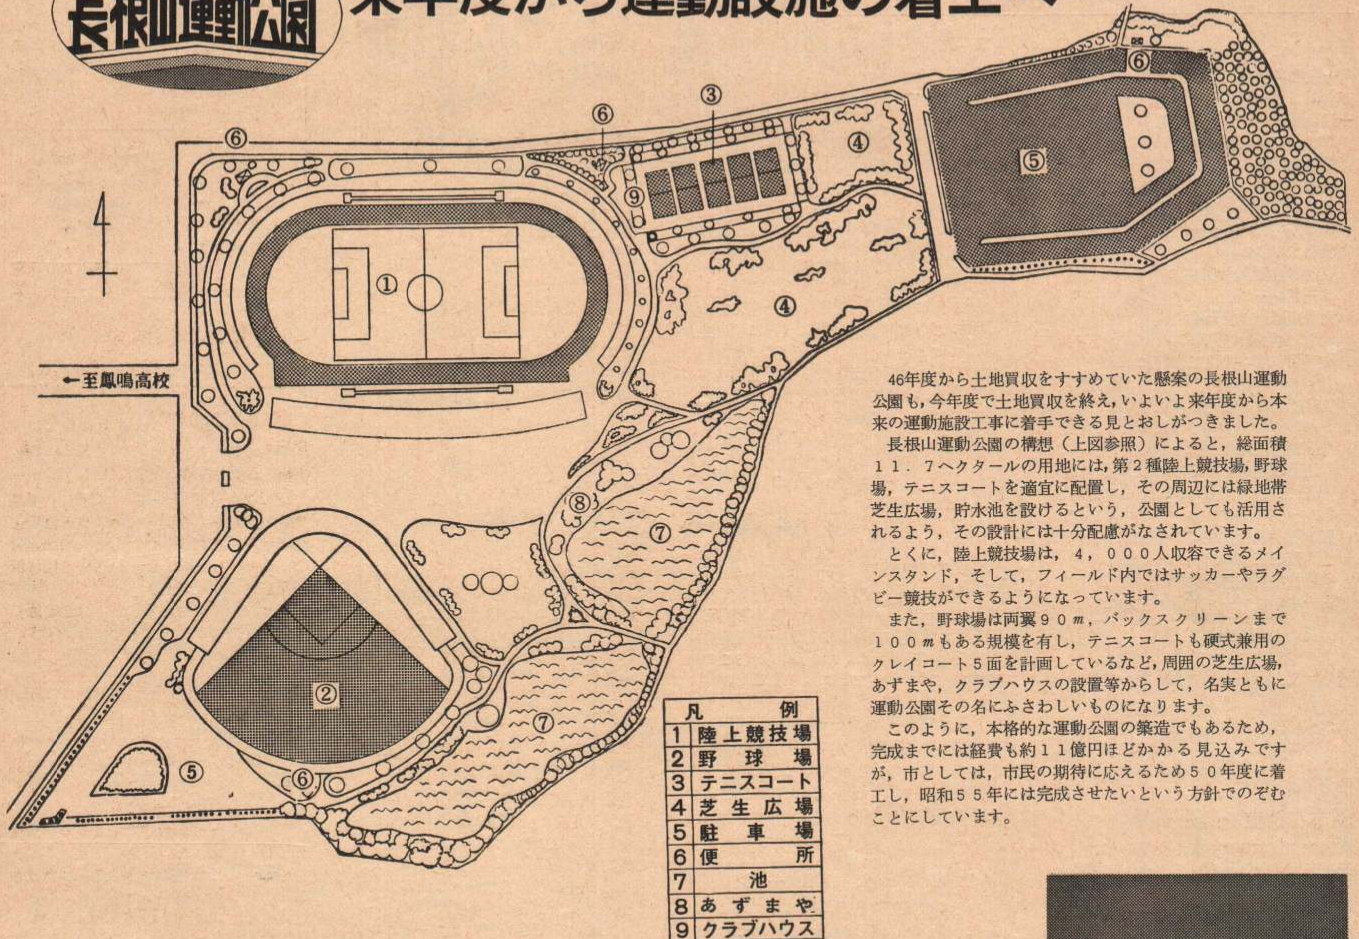 長根山運動公園
来年度から運動設施の着工へ
⑥
⑥
③
⑥
④
⑤
⑨
①
④
←至鳳鳴高校
⑧
⑦
②
⑦
⑤
⑥
46年度から土地買収をすすめていた懸案の長根山運動
公園も，今年度で土地買収を終え，いよいよ来年度から本
来の運動施設工事に着手できる見とおしがつきました。
長根山運動公園の構想（上図参照）によると，総面積
１１．７ヘクタールの用地には，第２種陸上競技場，野球
場，テニスコートを適宜に配置し，その周辺には緑地帯
芝生広場，貯水池を設けるという，公園としても活用さ
れるよう，その設計には十分配慮がなされています。
とくに，陸上競技場は，４，０００人収容できるメイ
ンスタンド，そして，フィールド内ではサッカーやラグ
ビー競技ができるようになっています。
また，野球場は両翼９０ｍ，バックスクリーンまで
１００ｍもある規模を有し，テニスコートも硬式兼用の
クレイコート５面を計画しているなど，周囲の芝生広場，
あずまや，クラブハウスの設置等からして，名実ともに
運動公園その名にふさわしいものになります。
このように，本格的な運動公園の築造でもあるため，
完成までには経費も約１１億円ほどかかる見込みです
が，市としては，市民の期待に応えるため５０年度に着
工し，昭和５５年には完成させたいという方針でのぞむ
ことにしています。
凡例
1 陸上競技場
2 野球場
3 テニスコート
4 芝生広場
5 駐車場
6 便所
7 池
8 あずまや
9 クラブハウス